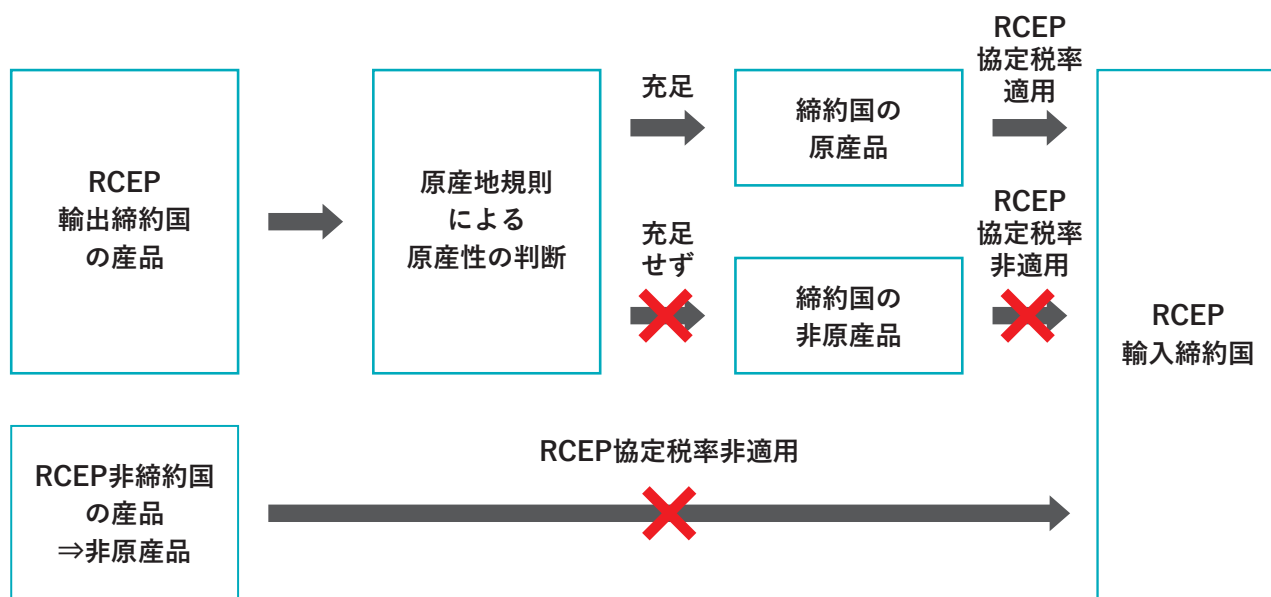 RCEP
輸出締約国
の産品
原産地規則
による
原産性の判断
充足
締約国の
原産品
RCEP
協定税率
適用
充足
せず
締約国の
非原産品
RCEP
協定税率
非適用
RCEP
輸入締約国
RCEP非締約国
の産品
⇒非原産品
RCEP協定税率非適用